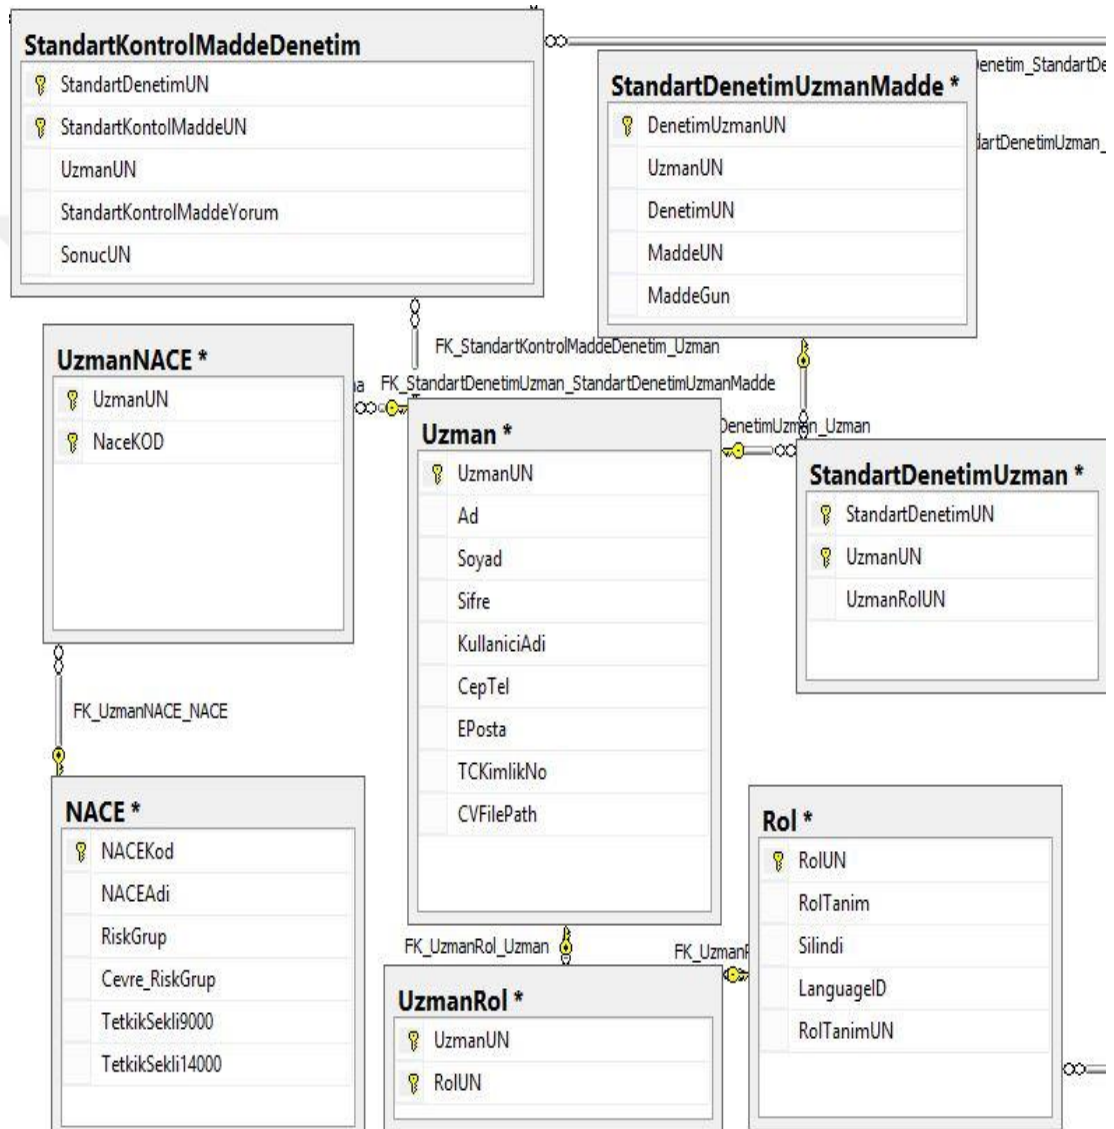 StandartKontrolMaddeDenetim
StandartDenetimUN
StandartKontolMaddeUN
UzmanUN
StandartKontrolMaddeYorum
SonucUN
StandartDenetimUzmanMadde *
DenetimUzmanUN
UzmanUN
DenetimUN
MaddeUN
MaddeGun
FK_StandartKontrolMaddeDenetim_Uzman
FK_StandartDenetimUzman_StandartDenetimUzmanMadde
DenetimUzman_Uzman
UzmanNACE *
UzmanUN
NaceKOD
Uzman *
UzmanUN
Ad
Soyad
Sifre
KullaniciAdi
CepTel
EPosta
TCKimlikNo
CVFilePath
StandartDenetimUzman *
StandartDenetimUN
UzmanUN
UzmanRolUN
FK_UzmanNACE_NACE
NACE *
NACEKod
NACEAdi
RiskGrup
Cevre_RiskGrup
TetkikSekli9000
TetkikSekli14000
Rol *
RolUN
RolTanim
Silindi
LanguageID
RolTanimUN
FK_UzmanRol_Uzman
UzmanRol *
UzmanUN
RolUN